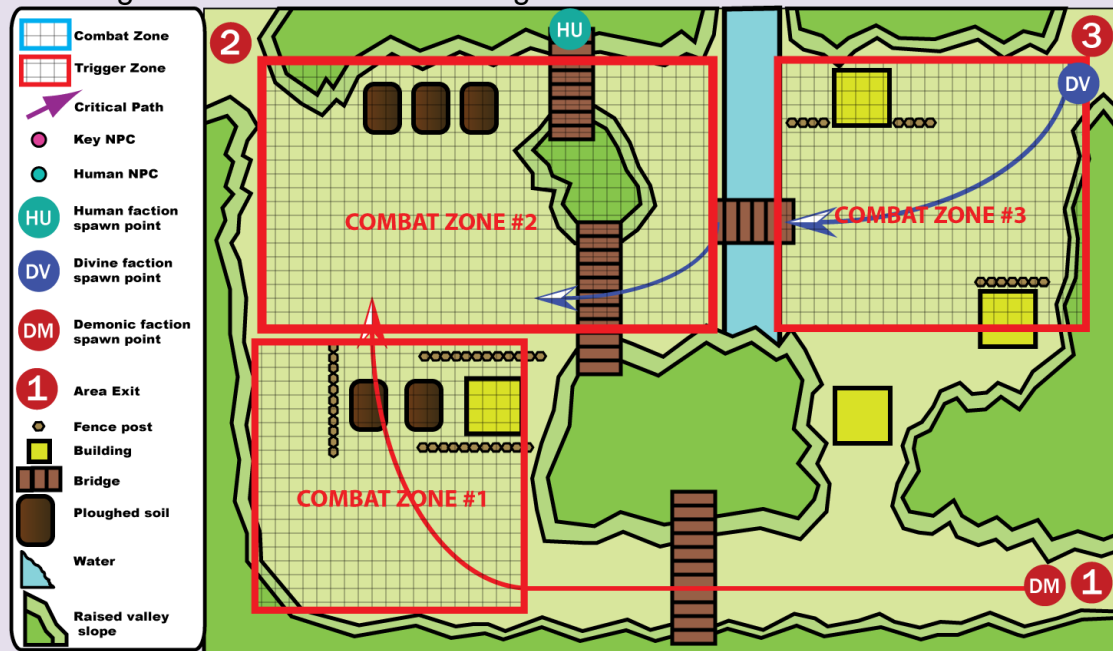 Combat Zone
Trigger Zone
Critical Path
Key NPC
Human NPC
HU
Human faction
spawn point
DV
Divine faction
spawn point
DM
Demonic faction
spawn point
1
Area Exit
Fence post
Building
Bridge
Ploughed soil
Water
Raised valley
slope
2
HU
3
DV
COMBAT ZONE #2
COMBAT ZONE #3
COMBAT ZONE #1
DM
1